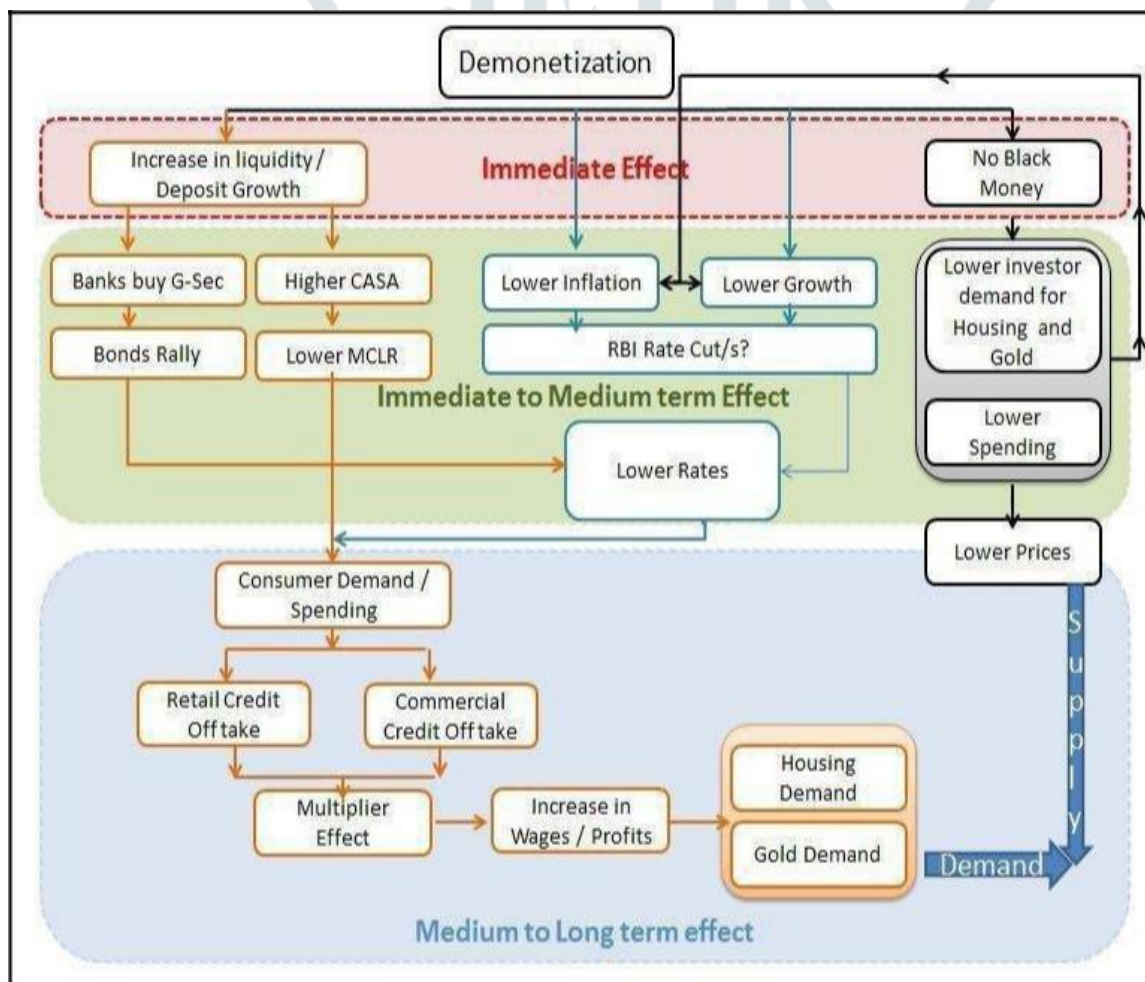 Demonetization
Increase in liquidity /
Deposit Growth
Immediate Effect
No Black
Money
Banks buy G-Sec
Higher CASA
Lower Inflation
Lower Growth
Lower investor
demand for
Housing and
Gold
Bonds Rally
Lower MCLR
RBI Rate Cut/s?
Immediate to Medium term Effect
Lower
Spending
Lower Rates
Lower Prices
Consumer Demand /
Spending
Supply
Retail Credit
Off take
Commercial
Credit Off take
Housing
Demand
Multiplier
Effect
Increase in
Wages / Profits
Gold Demand
Demand
Medium to Long term effect